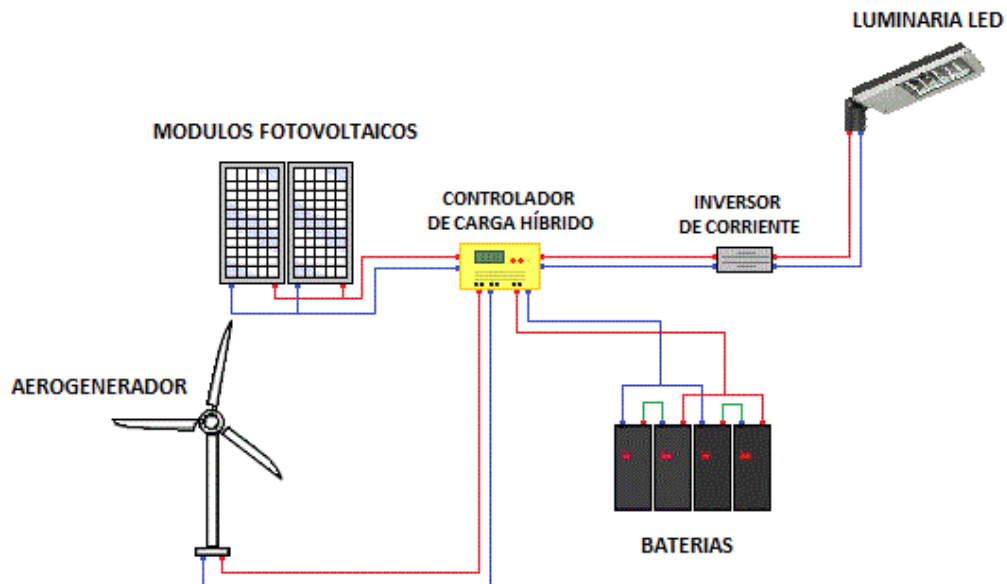 LUMINARIA LED
MODULOS FOTOVOLTAICOS
CONTROLADOR
DE CARGA HÍBRIDO
INVERSOR
DE CORRIENTE
AEROGENERADOR
BATERIAS